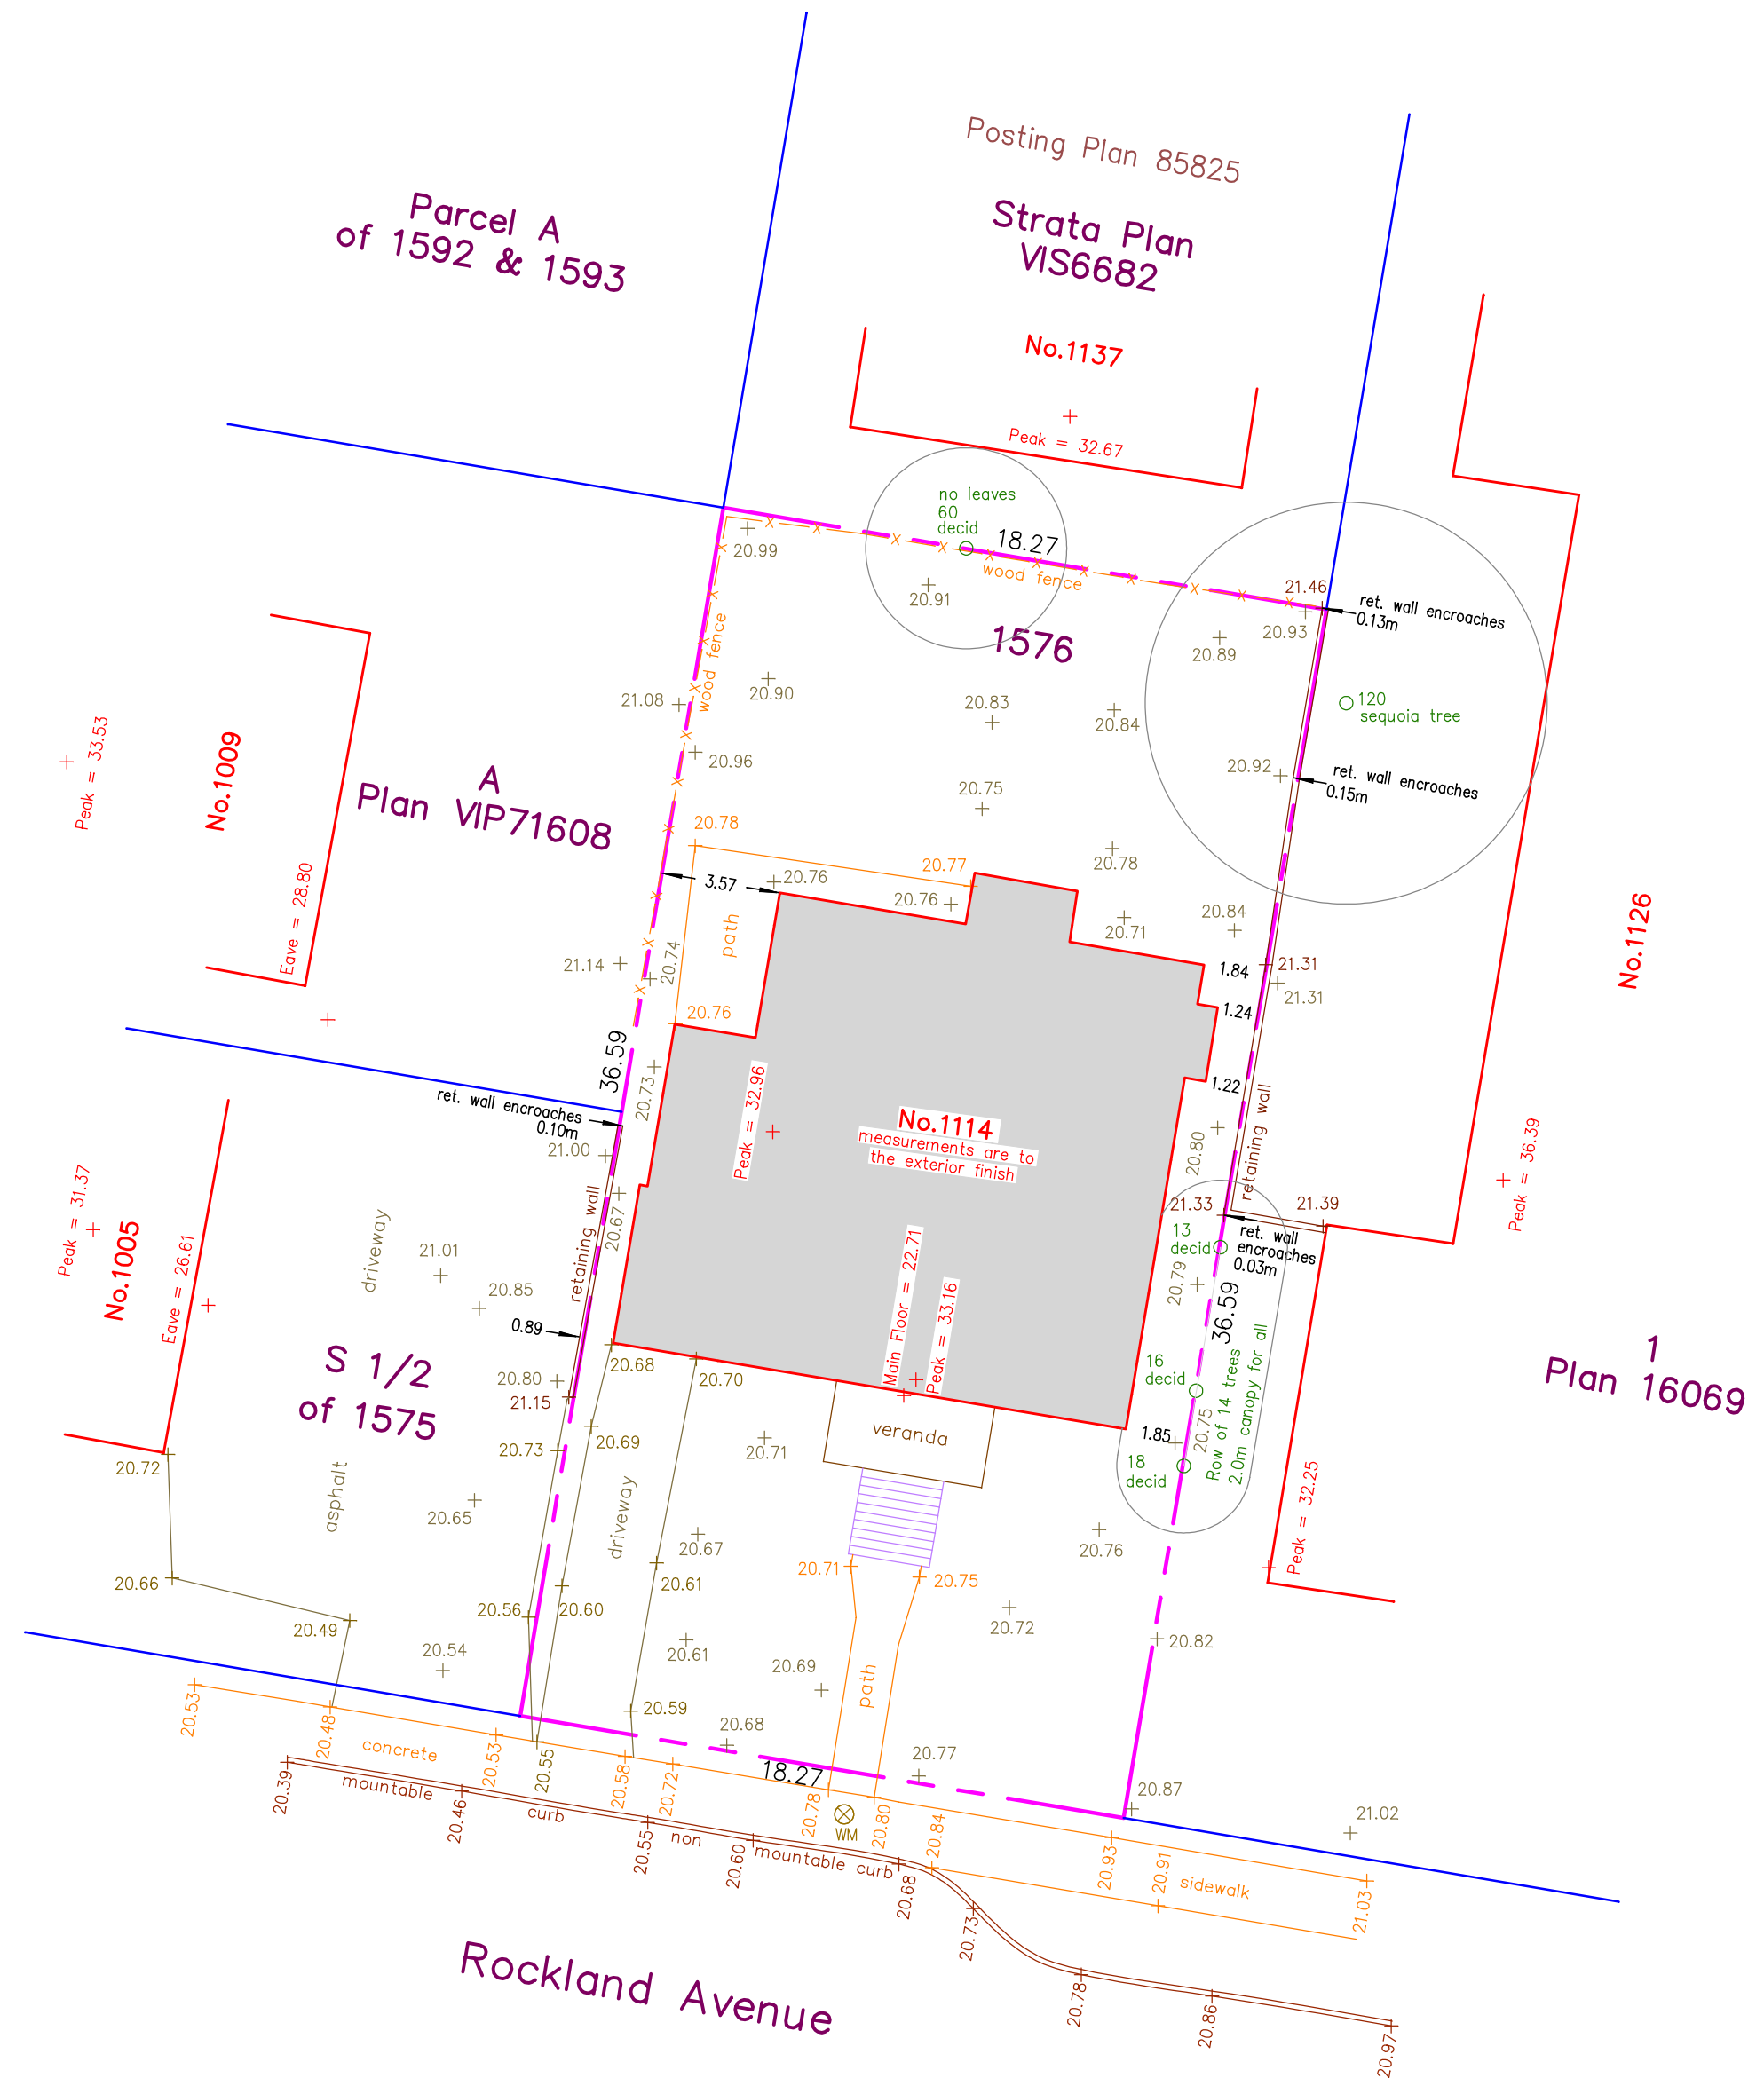 Posting Plan 85825
Parcel A
of 1592 & 1593
Strata Plan
VIS6682
No.1137
Peak = 32.67
no leaves
60
decid
18.27
wood fence
20.99
20.91
21.46
ret. wall encroaches
0.13m
20.93
20.89
1576
wood fence
21.08
20.90
20.83
20.84
120
sequoia tree
Peak = 33.53
No.1009
A
Plan VIP71608
20.96
20.92
ret. wall encroaches
0.15m
20.75
20.78
20.77
20.78
Eave = 28.80
3.57
20.76
20.76
path
20.71
20.84
No.1126
21.14
20.74
1.84
21.31
21.31
20.76
1.24
36.59
20.73
1.22
ret. wall encroaches
0.10m
Peak = 32.96
No.1114
measurements are to
the exterior finish
retaining wall
20.80
Peak = 36.39
21.00
Peak = 31.37
No.1005
Eave = 26.61
driveway
retaining wall
20.67
21.33
21.39
13
decid
ret. wall
encroaches
0.03m
21.01
20.85
Main Floor = 22.71
Peak = 33.16
20.79
36.59
0.89
S 1/2
of 1575
20.68
20.70
20.80
21.15
16
decid
Row of 14 trees
2.0m canopy for all
1
Plan 16069
20.69
20.73
20.71
veranda
1.85
20.75
18
decid
20.72
asphalt
20.65
driveway
20.67
20.76
Peak = 32.25
20.66
20.61
20.71
20.75
20.56
20.60
20.49
20.72
20.54
20.61
20.69
path
20.82
20.53
20.48
concrete
20.53
20.55
20.59
20.58
20.72
20.68
18.27
20.77
20.87
21.02
20.78
WM
20.80
20.84
20.93
20.91
sidewalk
21.03
20.39
mountable
20.46
curb
20.55
non
20.60
mountable curb
20.68
20.73
20.78
20.86
20.97
Rockland Avenue